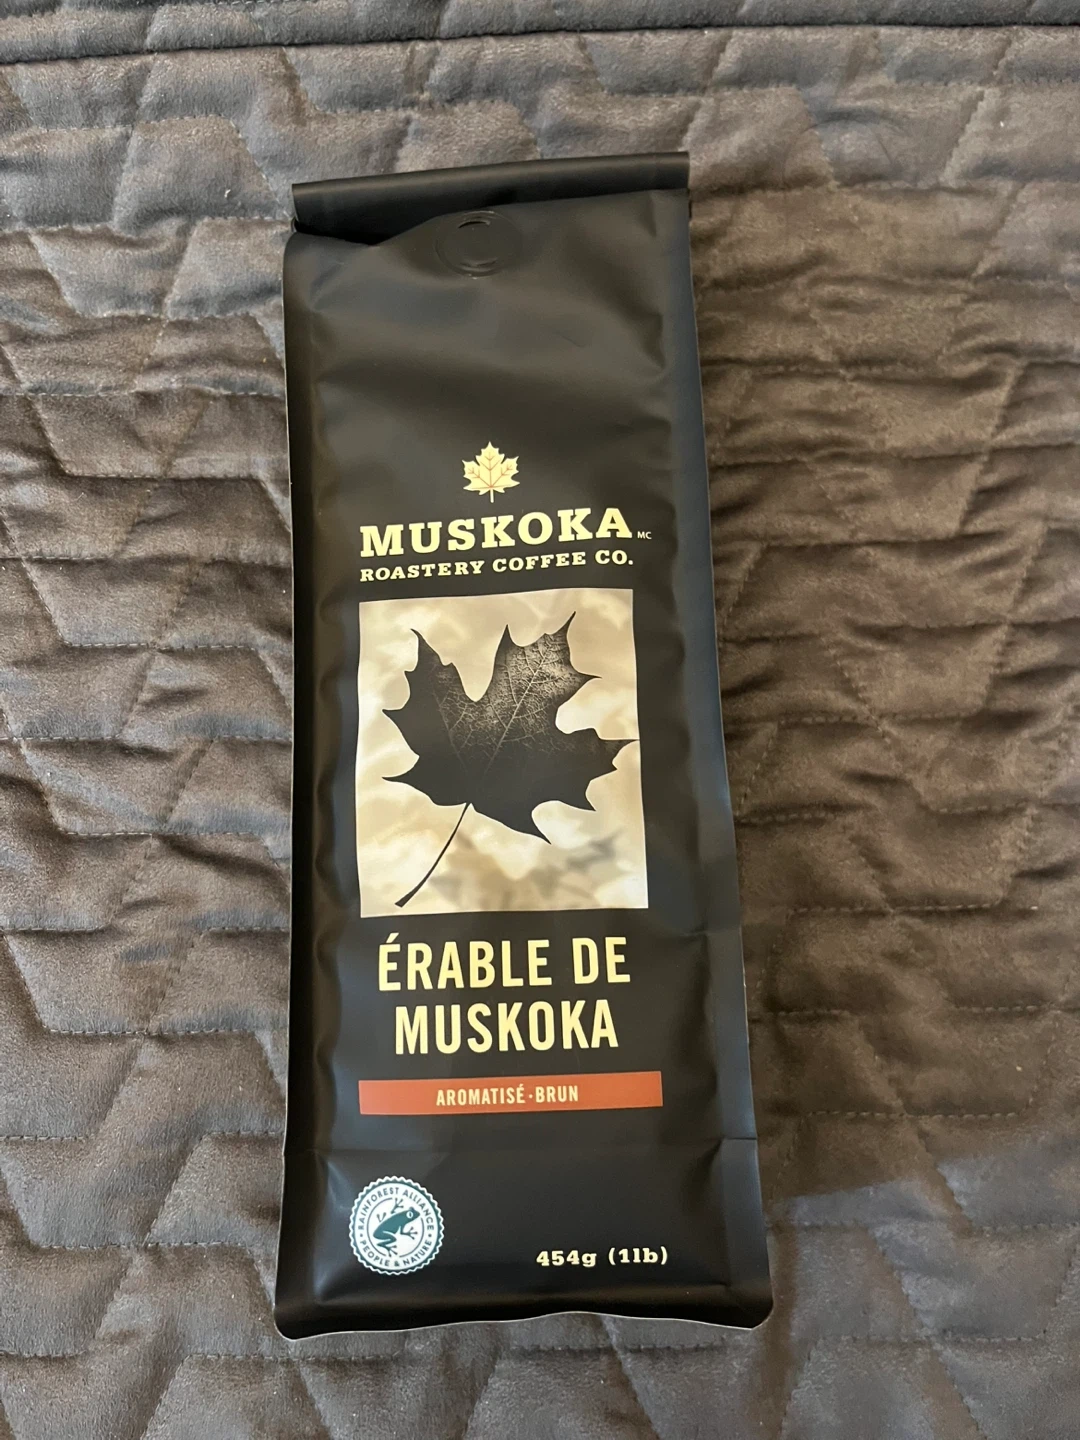 MUSKOKA MC
ROASTERY COFFEE CO.
ÉRABLE DE
MUSKOKA
AROMATISÉ·BRUN
RAINFOREST ALLIANCE
PEOPLE & NATURE
454g (1lb)